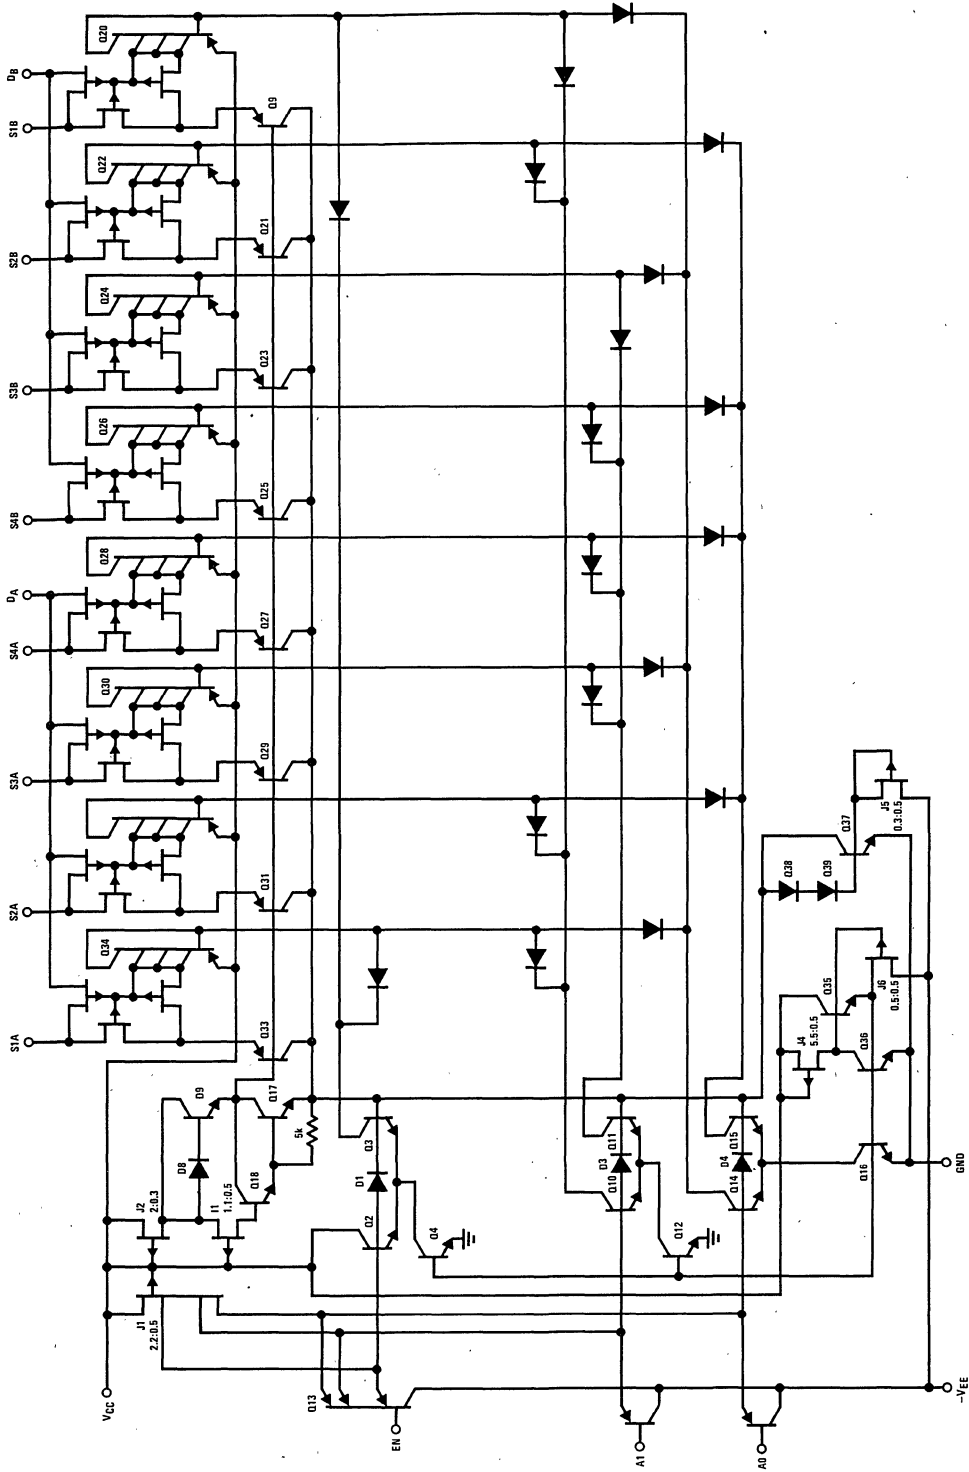 S1A
S2A
S3A
S4A
DA
S4B
S3B
S2B
S1B
DB
Q34
Q30
Q28
Q26
Q24
Q22
Q20
Q33
Q31
Q29
Q27
Q25
Q23
Q21
Q9
VCC
J1
2.2:0.5
J2
2:0.3
D8
D9
I1
1.1:0.5
Q18
Q17
5k
Q13
EN
Q2
D1
Q3
Q4
A1
Q10
D3
Q11
Q12
A0
Q14
D4
Q15
Q16
J4
5.5:0.5
Q35
Q36
J6
0.5:0.5
Q38
Q39
Q37
J5
0.3:0.5
GND
-VEE